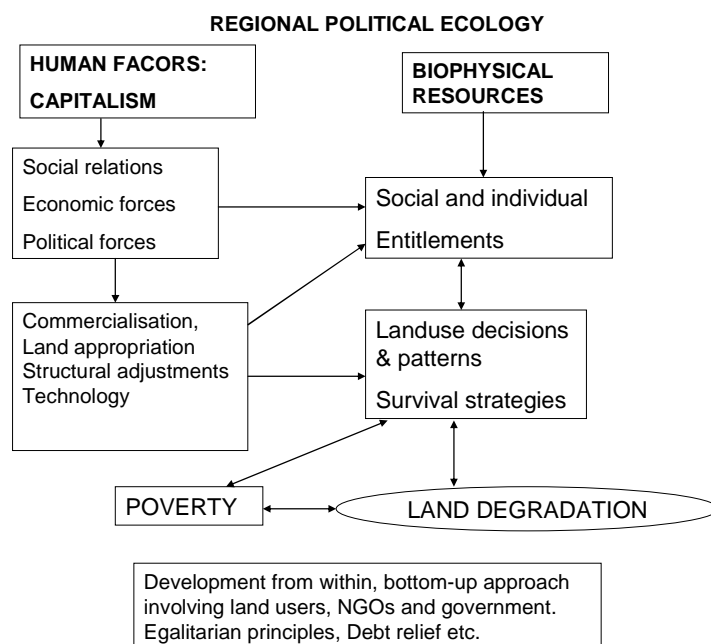 REGIONAL POLITICAL ECOLOGY
HUMAN FACORS:
CAPITALISM
BIOPHYSICAL
RESOURCES
Social relations
Economic forces
Political forces
Social and individual
Entitlements
Commercialisation,
Land appropriation
Structural adjustments
Technology
Landuse decisions
& patterns
Survival strategies
POVERTY
LAND DEGRADATION
Development from within, bottom-up approach
involving land users, NGOs and government.
Egalitarian principles, Debt relief etc.